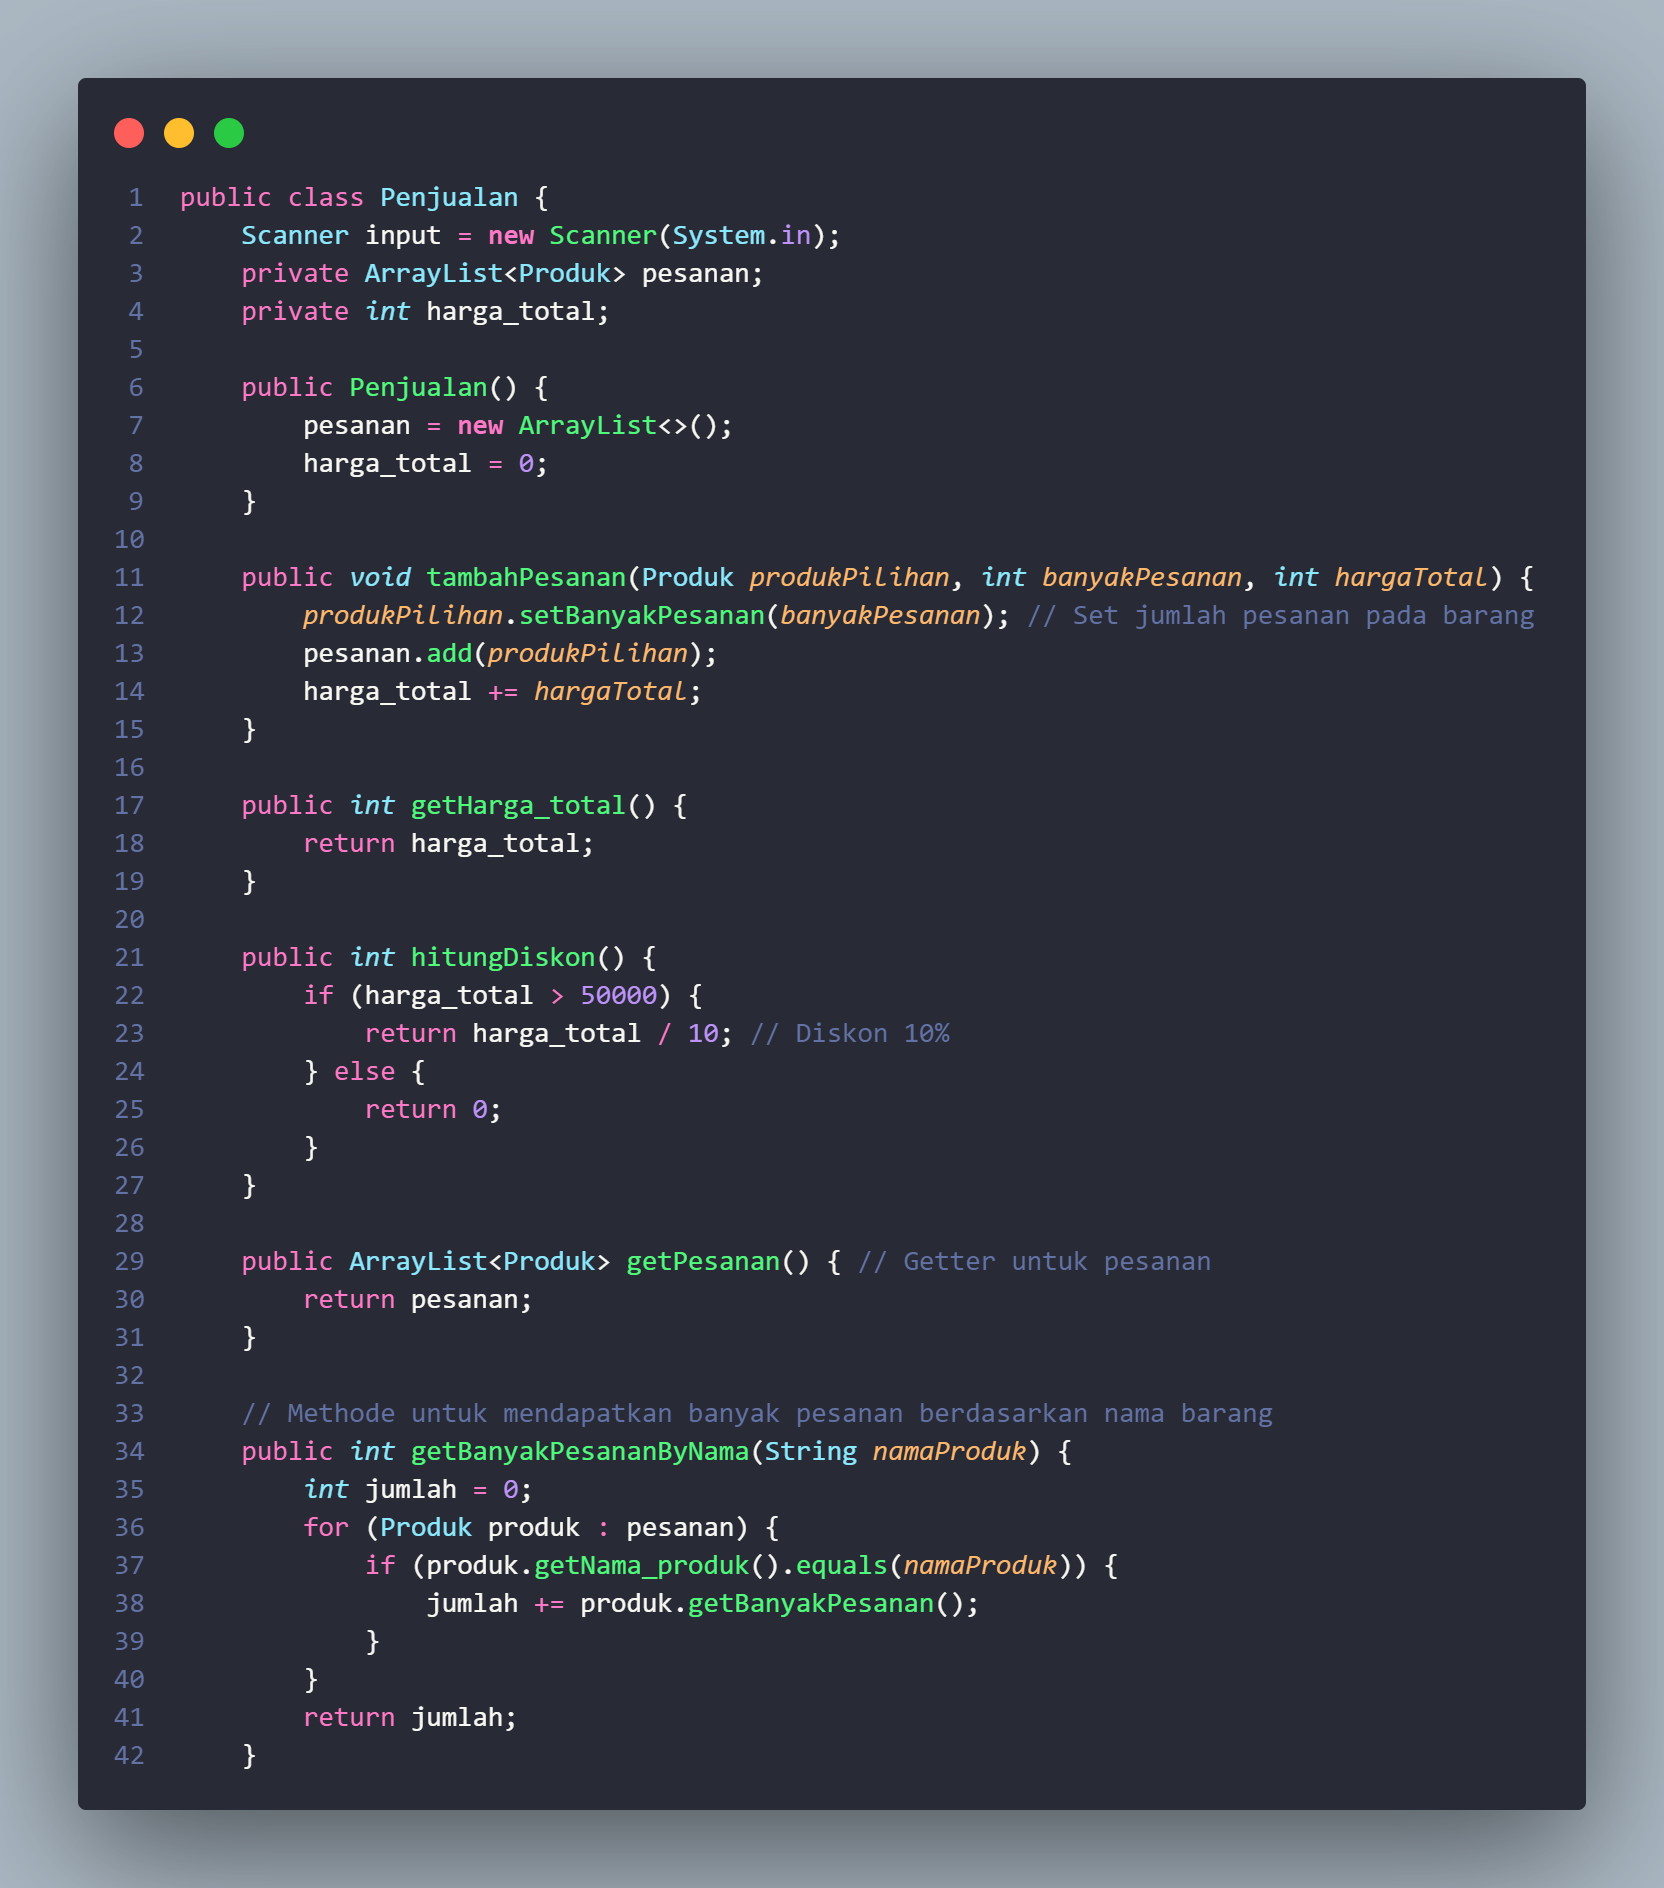 1 public class Penjualan {
2     Scanner input = new Scanner(System.in);
3     private ArrayList<Produk> pesanan;
4     private int harga_total;
5
6     public Penjualan() {
7         pesanan = new ArrayList<>();
8         harga_total = 0;
9     }
10
11     public void tambahPesanan(Produk produkPilihan, int banyakPesanan, int hargaTotal) {
12         produkPilihan.setBanyakPesanan(banyakPesanan); // Set jumlah pesanan pada barang
13         pesanan.add(produkPilihan);
14         harga_total += hargaTotal;
15     }
16
17     public int getHarga_total() {
18         return harga_total;
19     }
20
21     public int hitungDiskon() {
22         if (harga_total > 50000) {
23             return harga_total / 10; // Diskon 10%
24         } else {
25             return 0;
26         }
27     }
28
29     public ArrayList<Produk> getPesanan() { // Getter untuk pesanan
30         return pesanan;
31     }
32
33     // Methode untuk mendapatkan banyak pesanan berdasarkan nama barang
34     public int getBanyakPesananByNama(String namaProduk) {
35         int jumlah = 0;
36         for (Produk produk : pesanan) {
37             if (produk.getNama_produk().equals(namaProduk)) {
38                 jumlah += produk.getBanyakPesanan();
39             }
40         }
41         return jumlah;
42     }